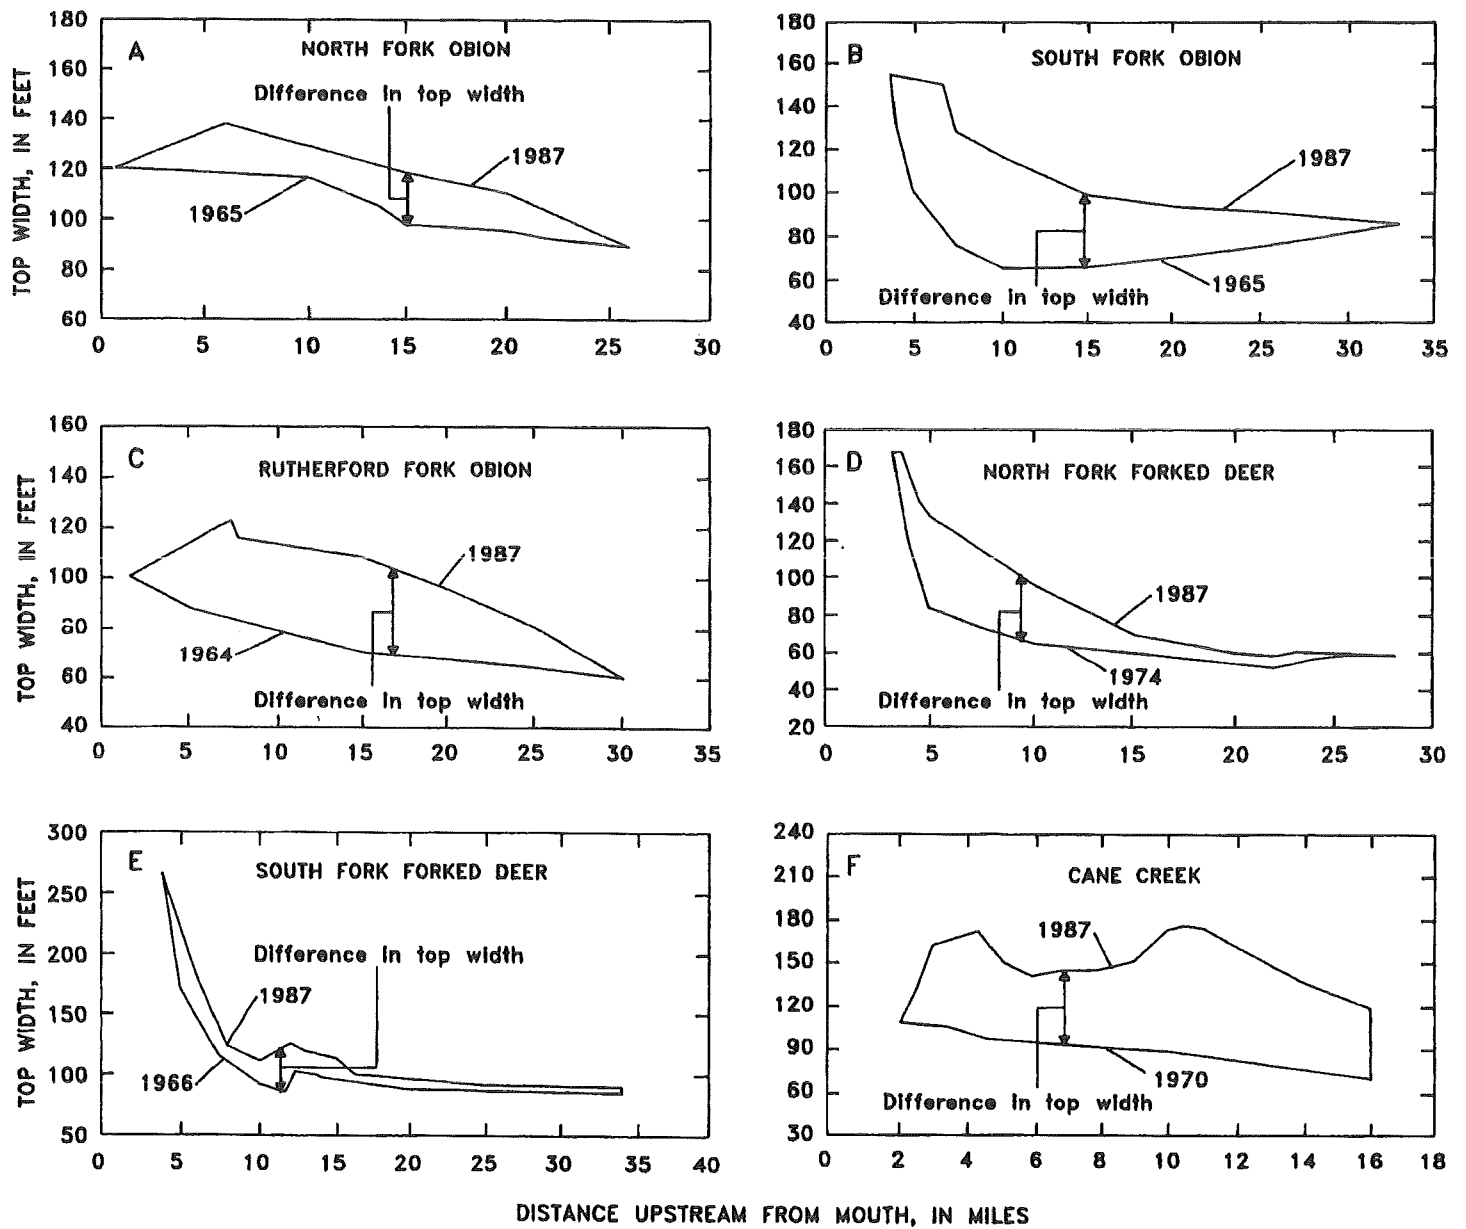 A
NORTH FORK OBION
Difference in top width
1987
1965
180
160
140
120
100
80
60
0 5 10 15 20 25 30
TOP WIDTH, IN FEET
B
SOUTH FORK OBION
1987
1965
Difference in top width
180
160
140
120
100
80
60
40
0 5 10 15 20 25 30 35
C
RUTHERFORD FORK OBION
1987
1964
Difference in top width
160
140
120
100
80
60
40
0 5 10 15 20 25 30 35
TOP WIDTH, IN FEET
D
NORTH FORK FORKED DEER
1987
1974
Difference in top width
180
160
140
120
100
80
60
40
20
0 5 10 15 20 25 30
E
SOUTH FORK FORKED DEER
Difference in top width
1987
1966
300
250
200
150
100
50
0 5 10 15 20 25 30 35 40
TOP WIDTH, IN FEET
F
CANE CREEK
1987
1970
Difference in top width
240
210
180
150
120
90
60
30
0 2 4 6 8 10 12 14 16 18
DISTANCE UPSTREAM FROM MOUTH, IN MILES